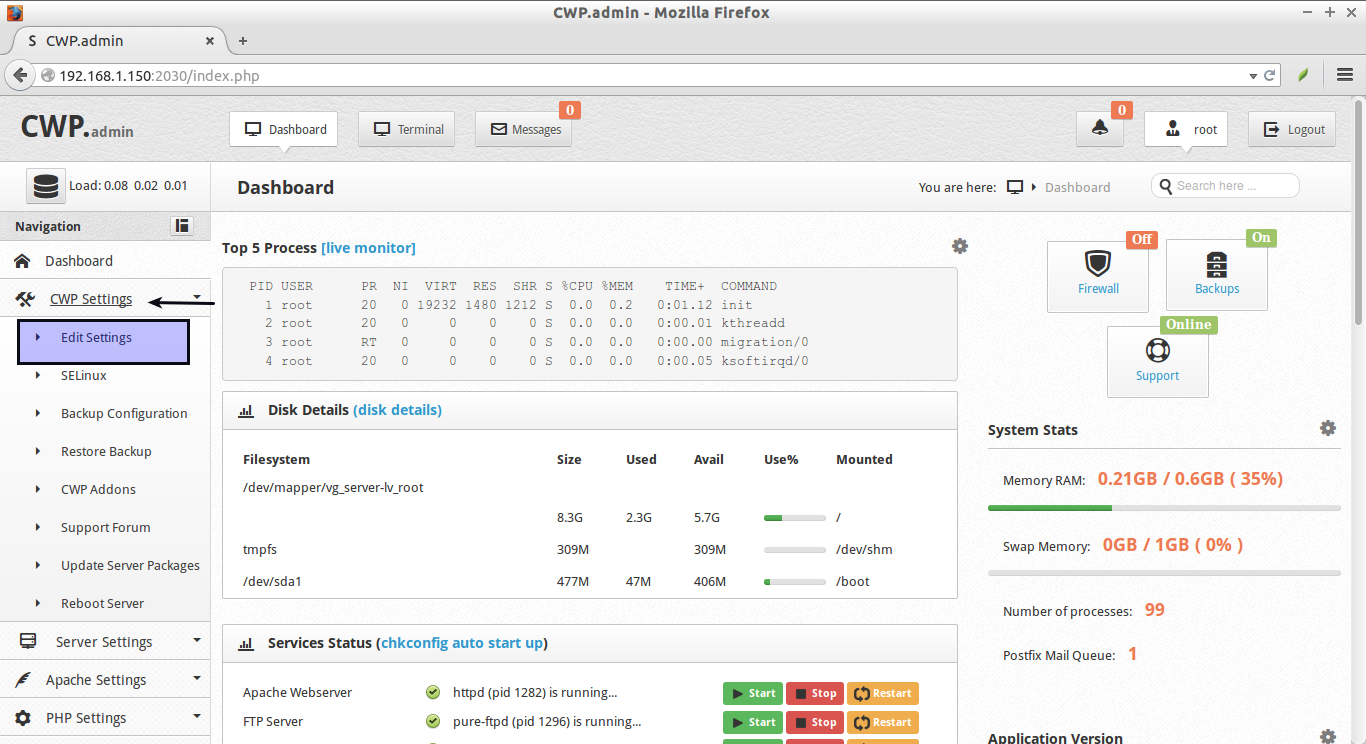 CWP.admin - Mozilla Firefox
S CWP.admin
192.168.1.150:2030/index.php
CWP.admin
Dashboard
Terminal
Messages
0
0
root
Logout
Load: 0.08 0.02 0.01
Dashboard
You are here: Dashboard
Search here ...
Navigation
Dashboard
CWP Settings
Edit Settings
SELinux
Backup Configuration
Restore Backup
CWP Addons
Support Forum
Update Server Packages
Reboot Server
Server Settings
Apache Settings
PHP Settings
Top 5 Process [live monitor]
PID USER PR NI VIRT RES SHR S %CPU %MEM TIME+ COMMAND
1 root 20 0 19232 1480 1212 S 0.0 0.2 0:01.12 init
2 root 20 0 0 0 0 S 0.0 0.0 0:00.01 kthreadd
3 root RT 0 0 0 0 S 0.0 0.0 0:00.00 migration/0
4 root 20 0 0 0 0 S 0.0 0.0 0:00.05 ksoftirqd/0
Disk Details (disk details)
Filesystem Size Used Avail Use% Mounted
/dev/mapper/vg_server-lv_root
8.3G 2.3G 5.7G /
tmpfs 309M 309M /dev/shm
/dev/sda1 477M 47M 406M /boot
Services Status (chkconfig auto start up)
Apache Webserver httpd (pid 1282) is running... Start Stop Restart
FTP Server pure-ftpd (pid 1296) is running... Start Stop Restart
Off
Firewall
On
Backups
Online
Support
System Stats
Memory RAM: 0.21GB / 0.6GB ( 35%)
Swap Memory: 0GB / 1GB ( 0% )
Number of processes: 99
Postfix Mail Queue: 1
Application Version